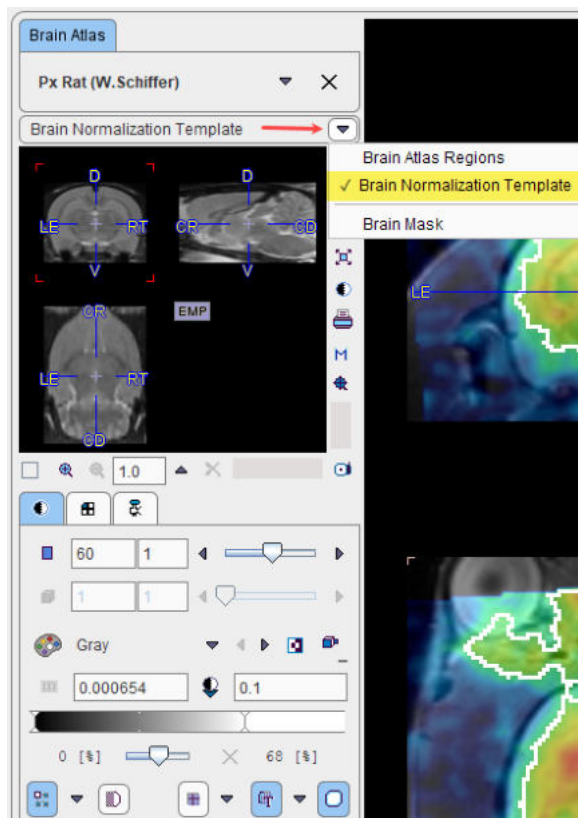 Brain Atlas
Px Rat (W.Schiffer)
Brain Normalization Template
Brain Atlas Regions
✓ Brain Normalization Template
Brain Mask
D
D
LE
RT
CR
CD
V
V
CR
EMP
LE
RT
CD
M
LE
1.0
60
1
1
1
Gray
0.000654
0.1
0 [%]
68 [%]